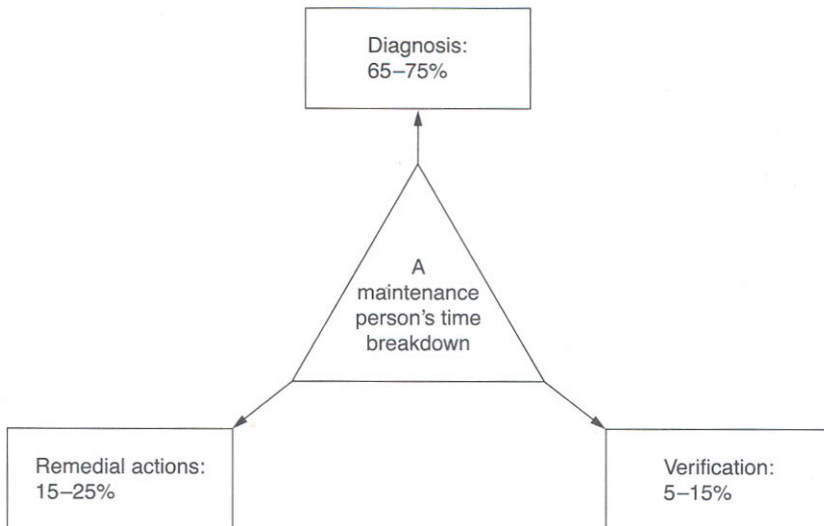 Diagnosis:
65–75%
A
maintenance
person's time
breakdown
Remedial actions:
15–25%
Verification:
5–15%